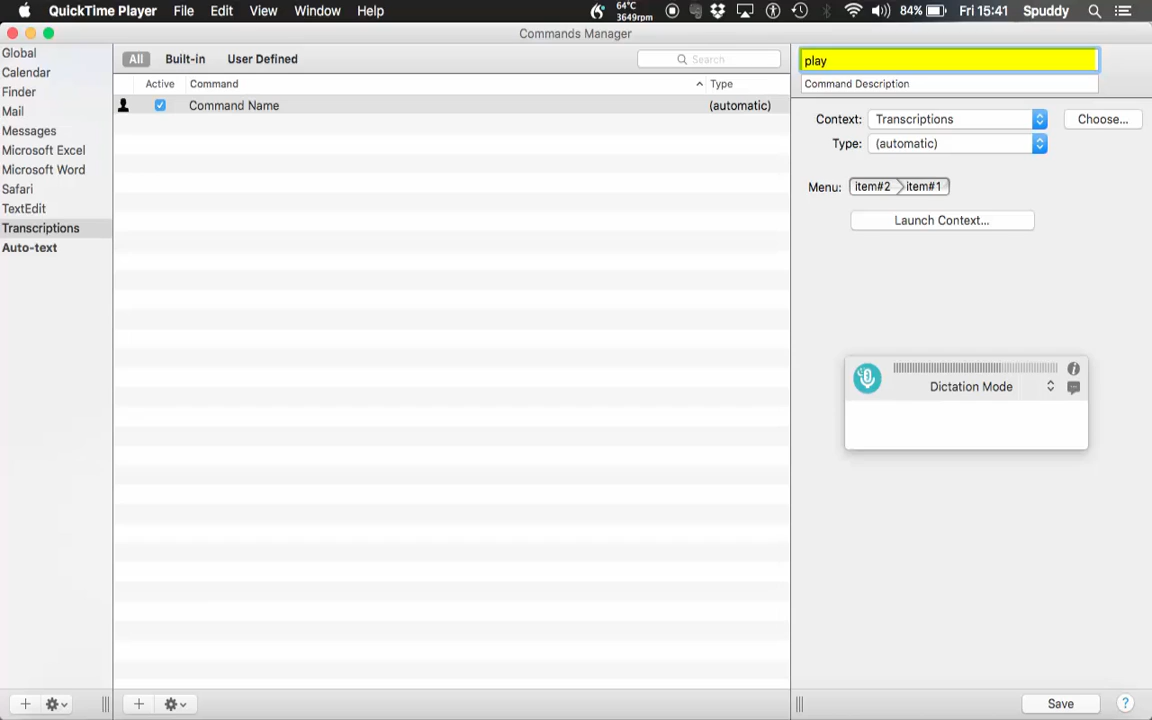 QuickTime Player File Edit View Window Help 64°C 3649rpm 84% Fri 15:41 Spuddy
Commands Manager
Global
Calendar
Finder
Mail
Messages
Microsoft Excel
Microsoft Word
Safari
TextEdit
Transcriptions
Auto-text
All Built-in User Defined Search
Active Command Type
Command Name (automatic)
play
Command Description
Context: Transcriptions Choose...
Type: (automatic)
Menu: item#2 item#1
Launch Context...
Dictation Mode
Save